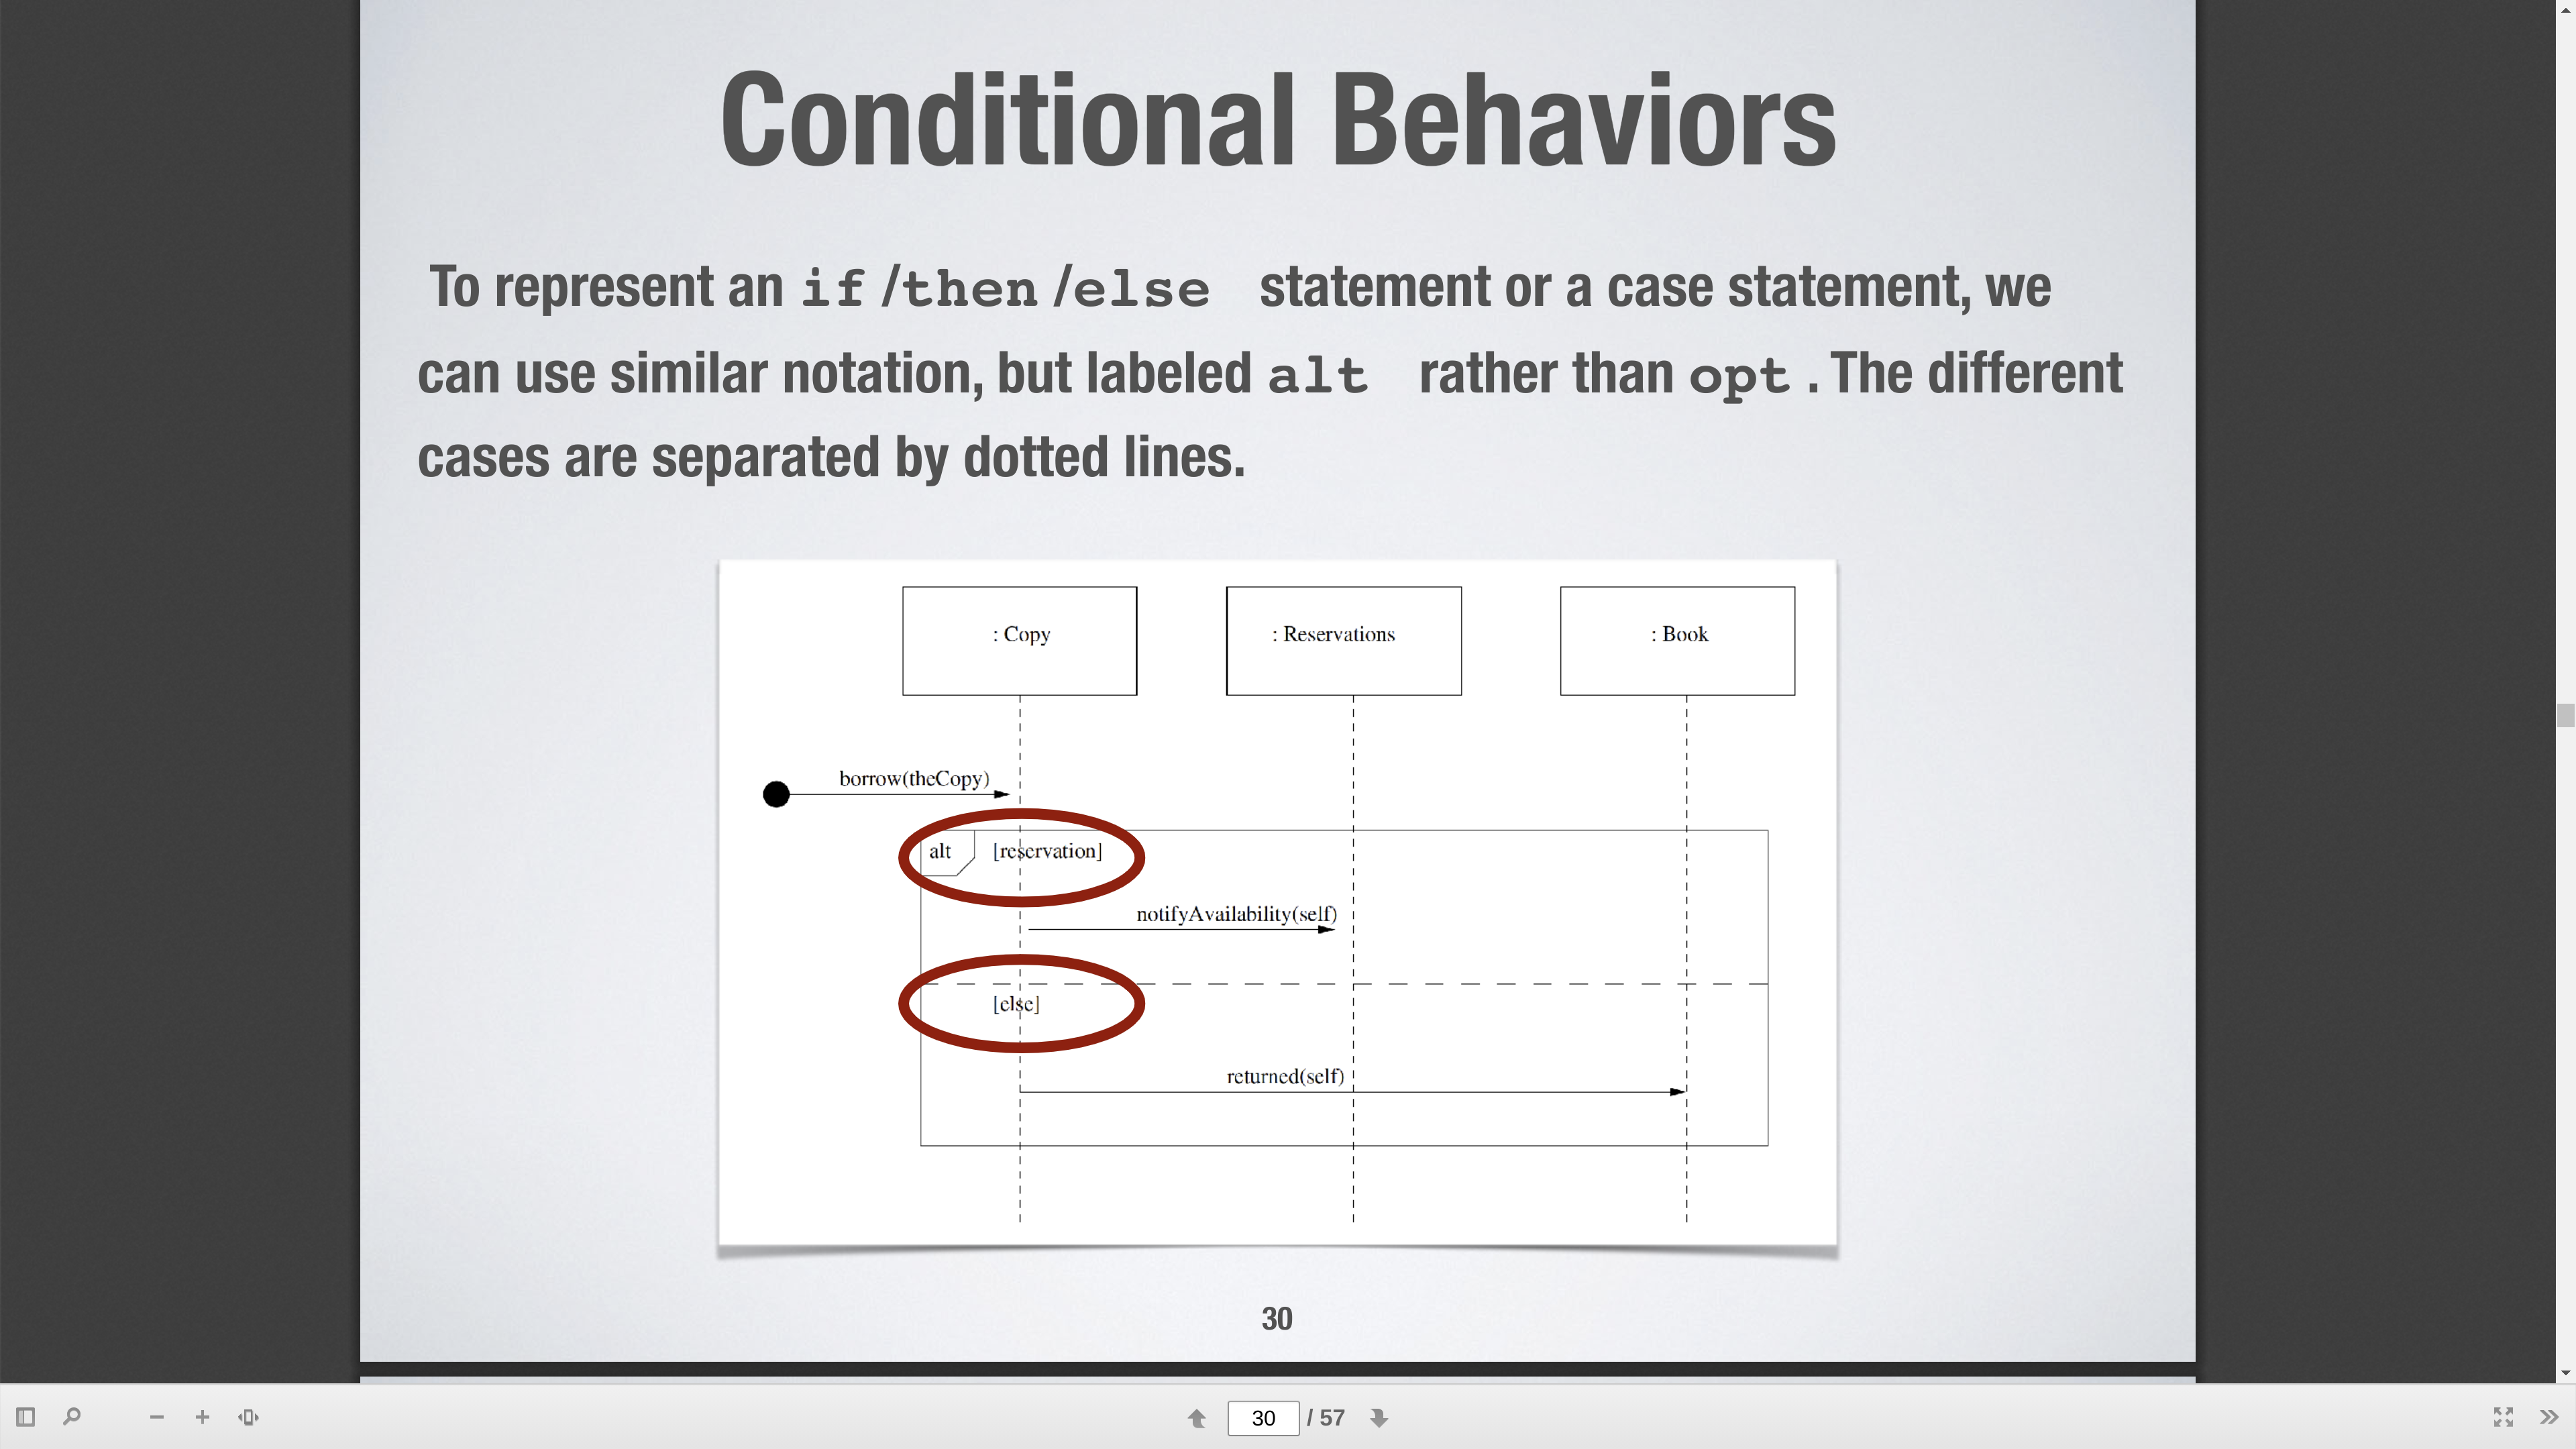 Conditional Behaviors
To represent an if/then/else statement or a case statement, we
can use similar notation, but labeled alt rather than opt. The different
cases are separated by dotted lines.
: Copy
: Reservations
: Book
borrow(theCopy)
alt [reservation]
notifyAvailability(self)
[else]
returned(self)
30
30 / 57